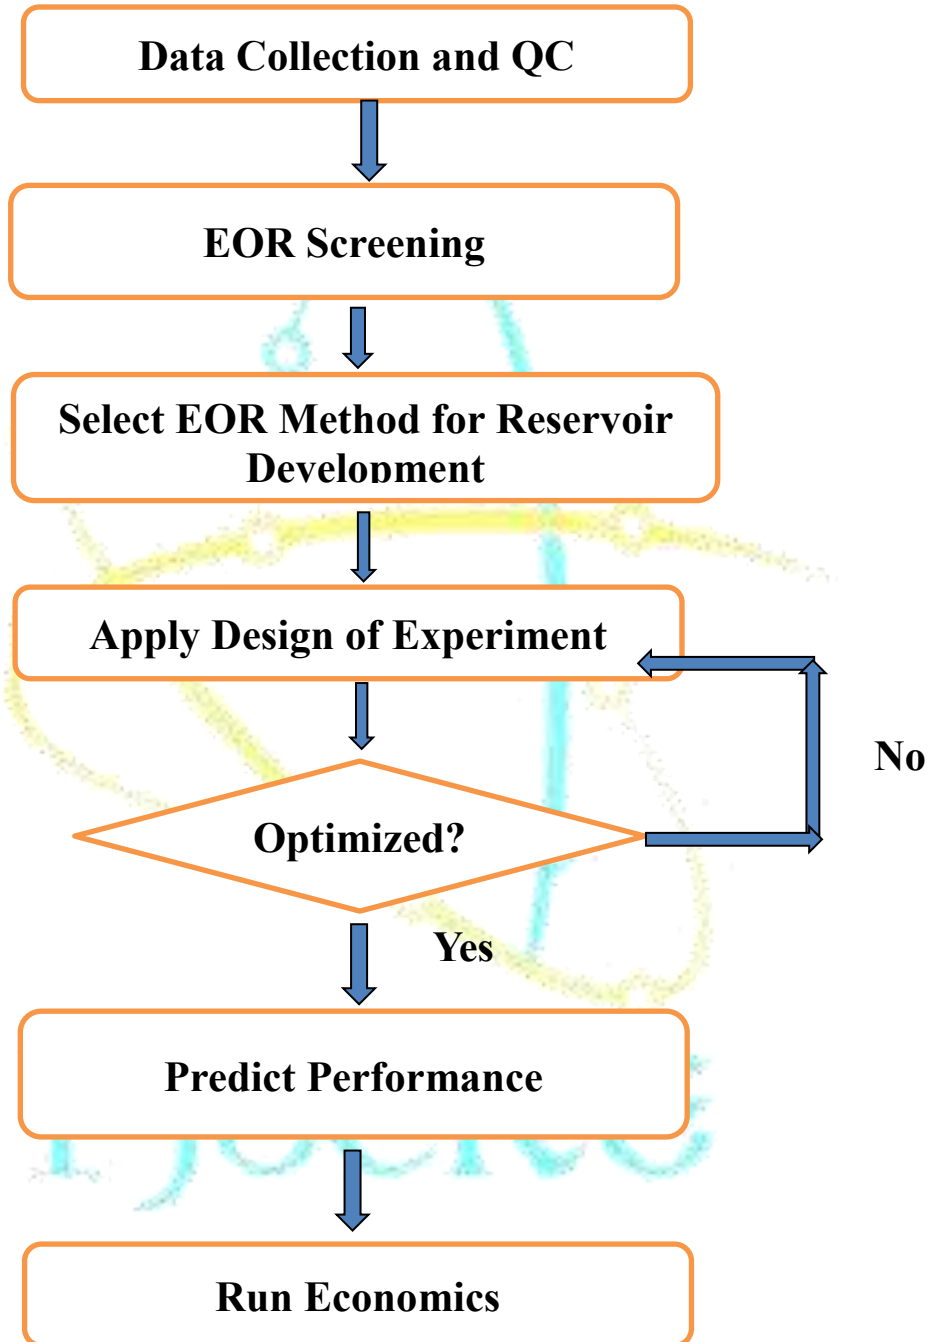 Data Collection and QC
EOR Screening
Select EOR Method for Reservoir
Development
Apply Design of Experiment
No
Optimized?
Yes
Predict Performance
Run Economics